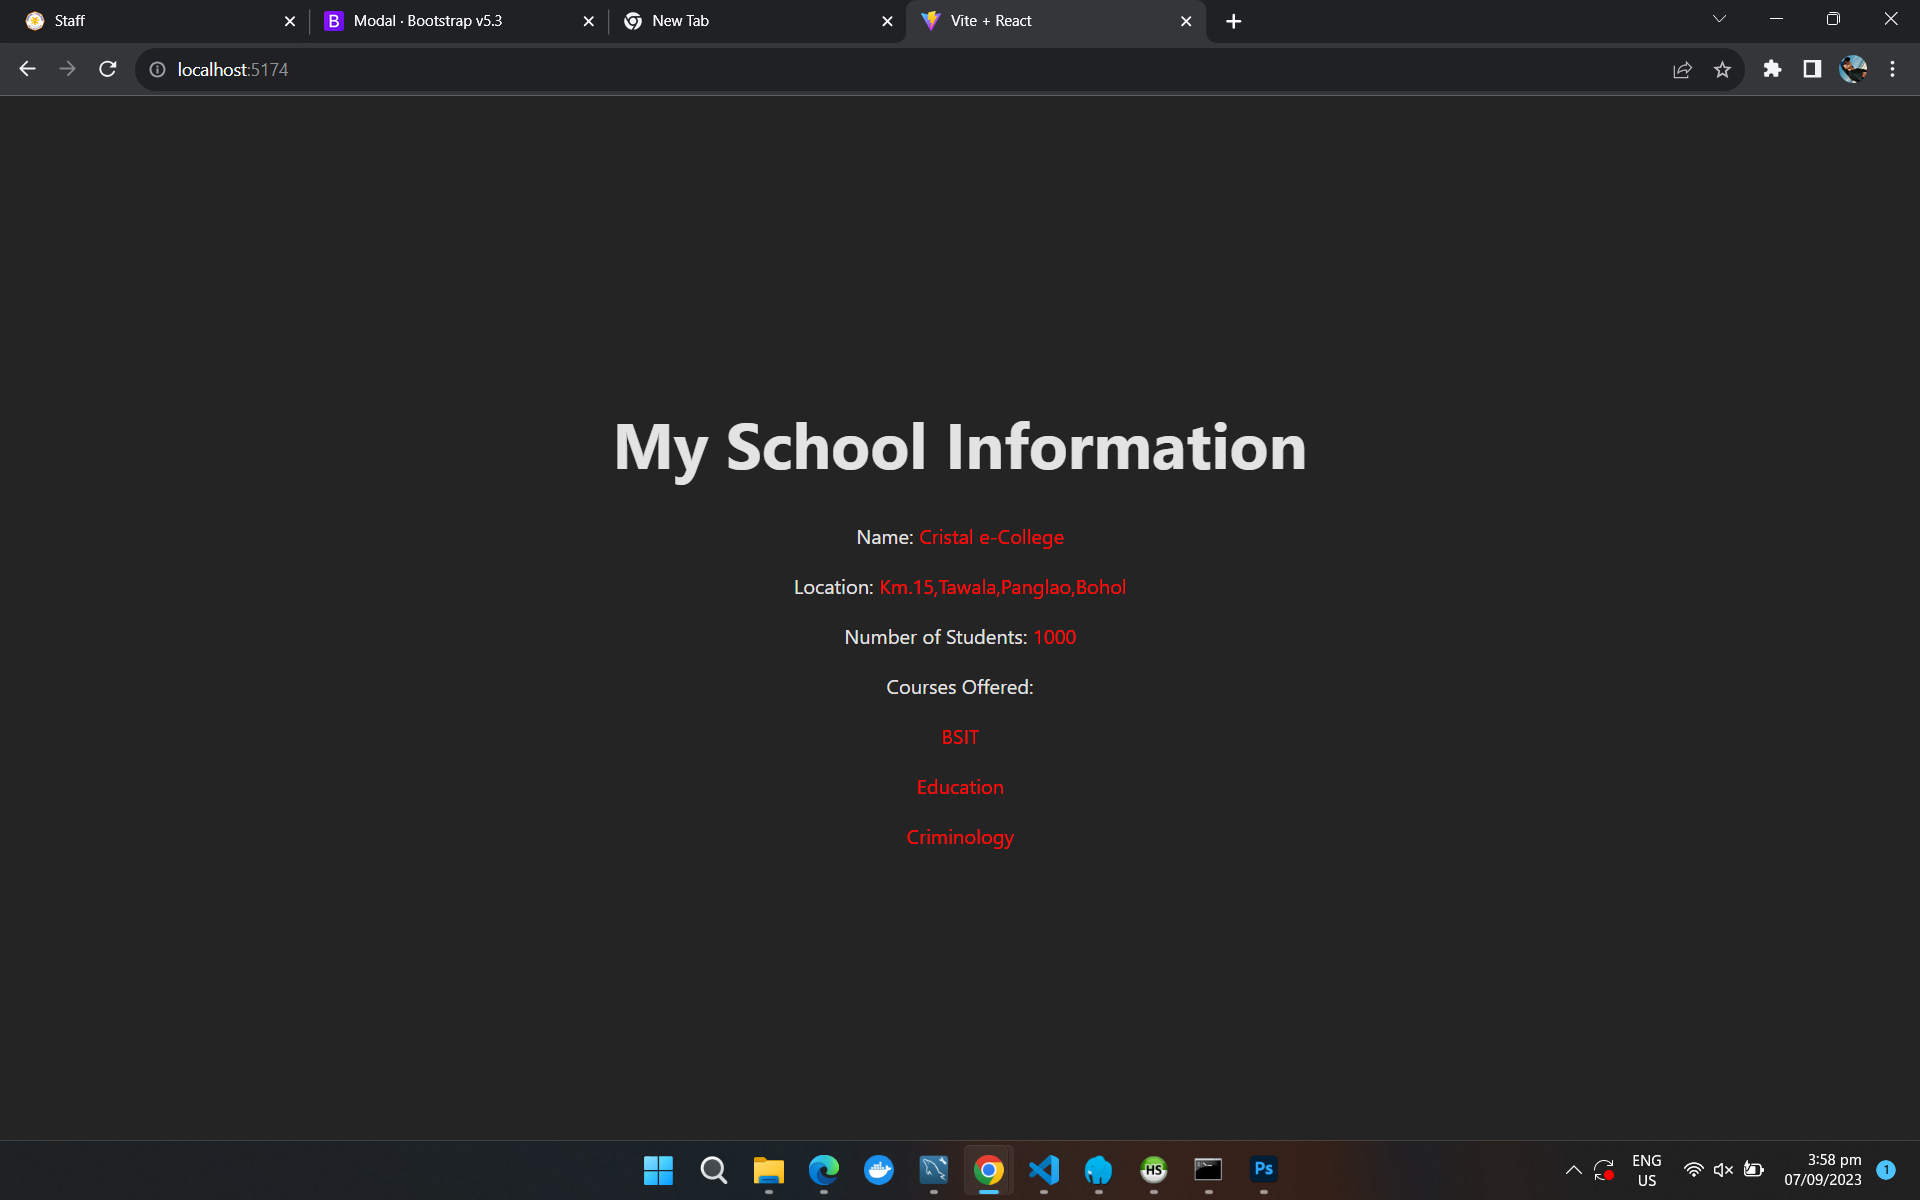 Staff
Modal · Bootstrap v5.3
New Tab
Vite + React
localhost:5174
My School Information
Name: Cristal e-College
Location: Km.15,Tawala,Panglao,Bohol
Number of Students: 1000
Courses Offered:
BSIT
Education
Criminology
HS
Ps
ENG
US
3:58 pm
07/09/2023
1